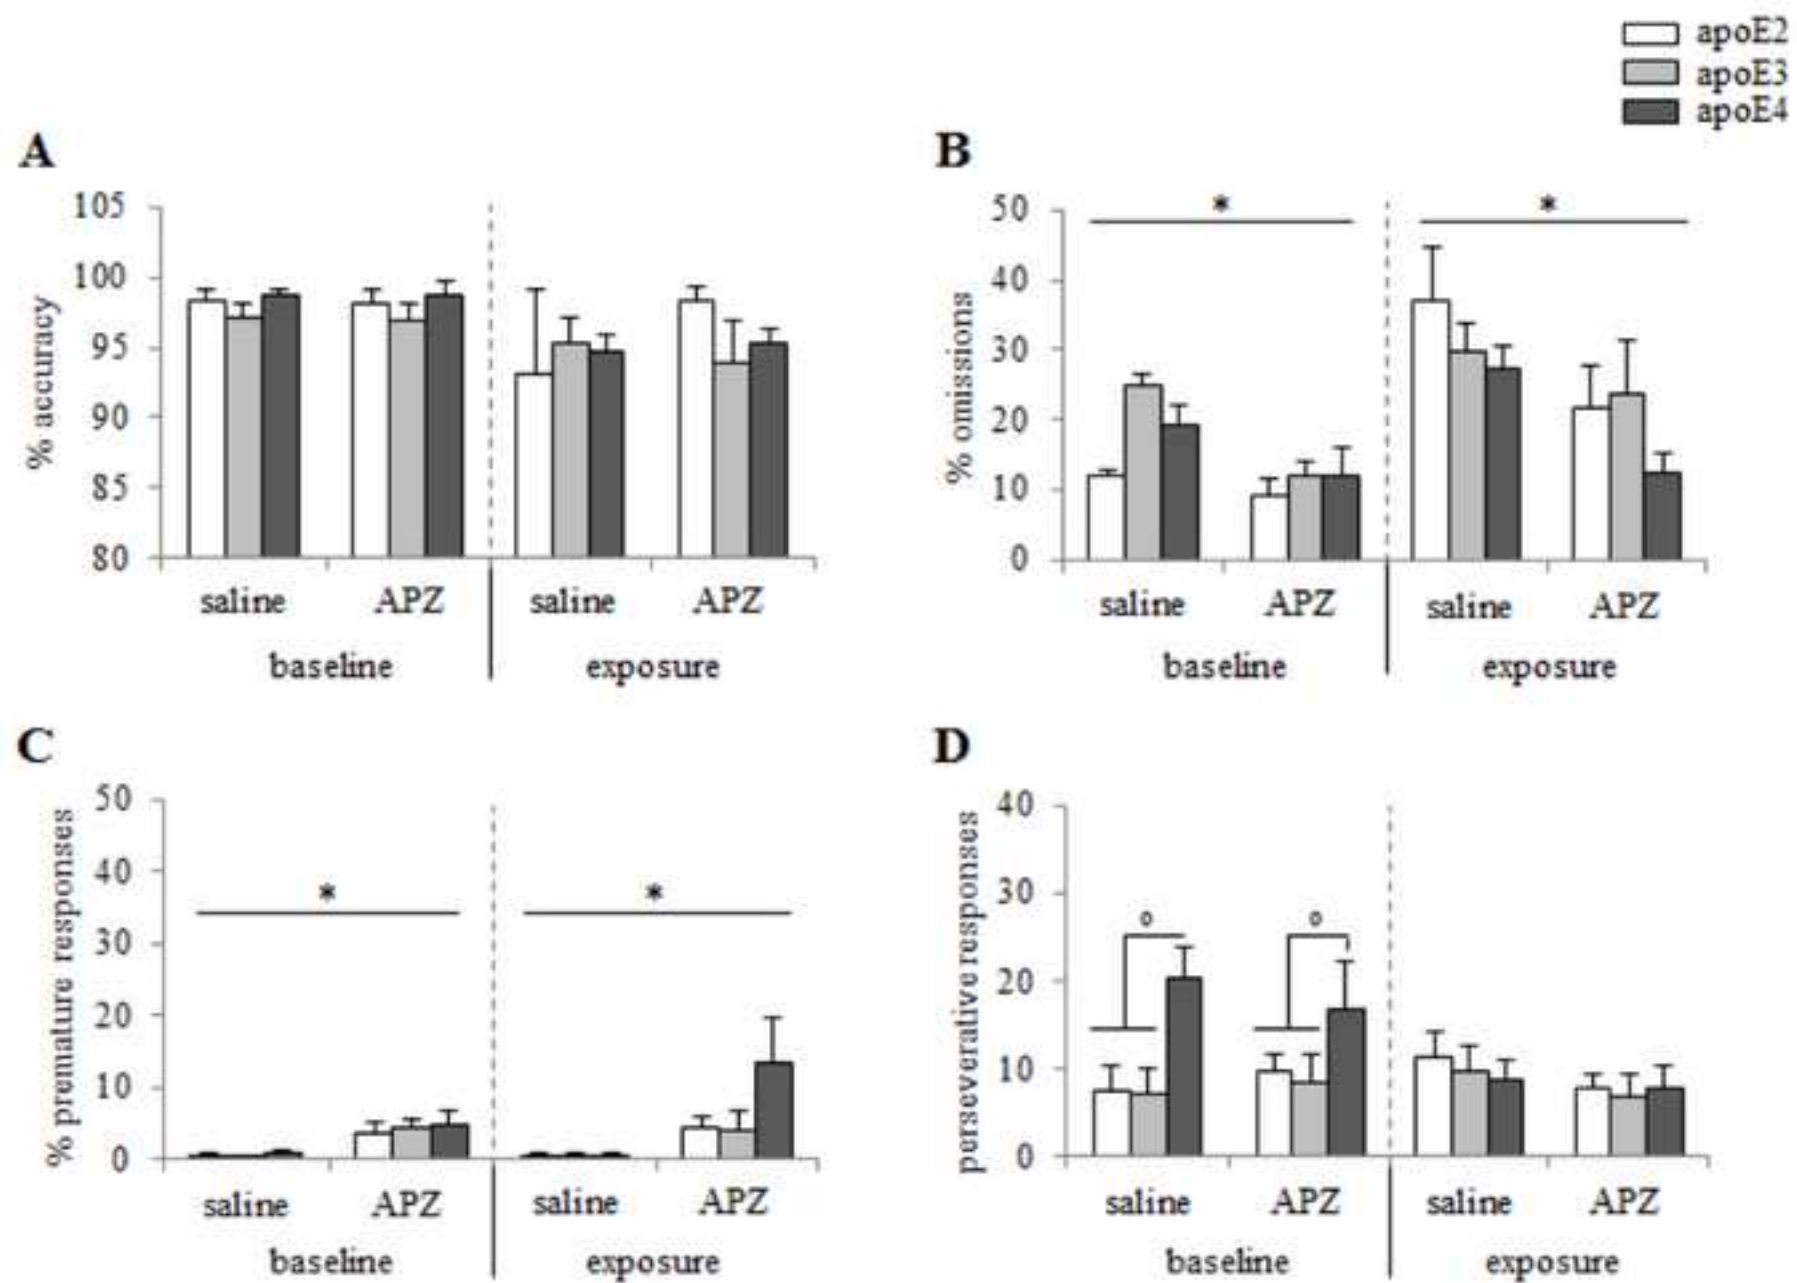 apoE2
apoE3
apoE4
A
% accuracy
105
100
95
90
85
80
saline APZ saline APZ
baseline exposure
B
% omissions
50
40
30
20
10
0
* *
saline APZ saline APZ
baseline exposure
C
% premature responses
50
40
30
20
10
0
* *
saline APZ saline APZ
baseline exposure
D
perseverative responses
40
30
20
10
0
° °
saline APZ saline APZ
baseline exposure